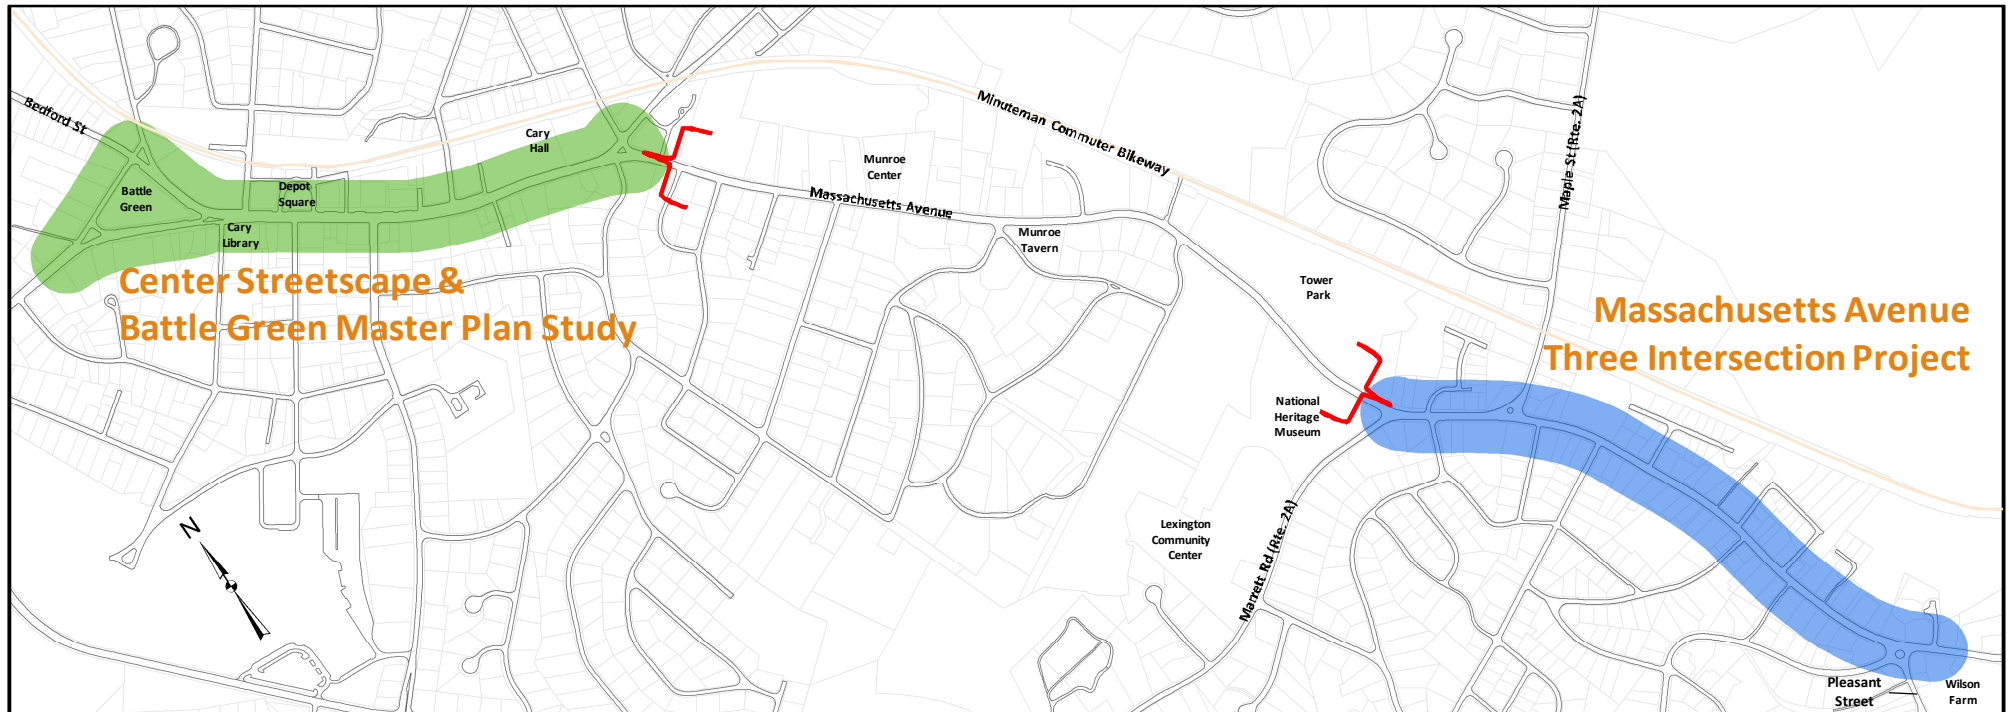 Bedford St
Battle
Green
Depot
Square
Cary
Library
Cary
Hall
Center Streetscape &
Battle Green Master Plan Study
Munroe
Center
Massachusetts Avenue
Minuteman Commuter Bikeway
Munroe
Tavern
Tower
Park
Maple St (Rte. 2A)
Massachusetts Avenue
Three Intersection Project
National
Heritage
Museum
Lexington
Community
Center
Marrett Rd (Rte. 2A)
N
Pleasant
Street
Wilson
Farm